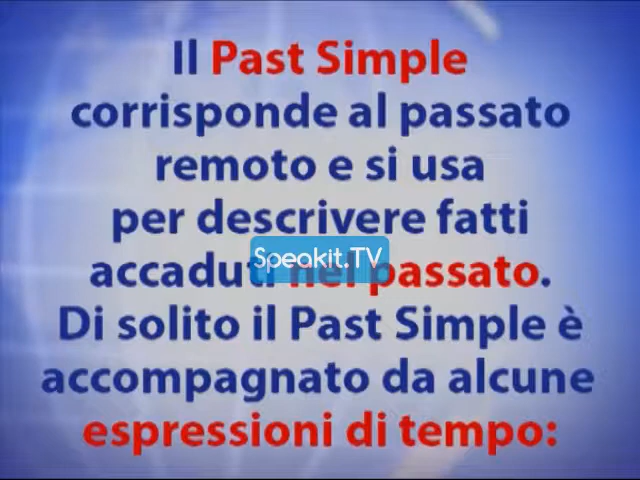 Il Past Simple
corrisponde al passato
remoto e si usa
per descrivere fatti
accaduti nel passato.
Speakit.TV
Di solito il Past Simple è
accompagnato da alcune
espressioni di tempo: